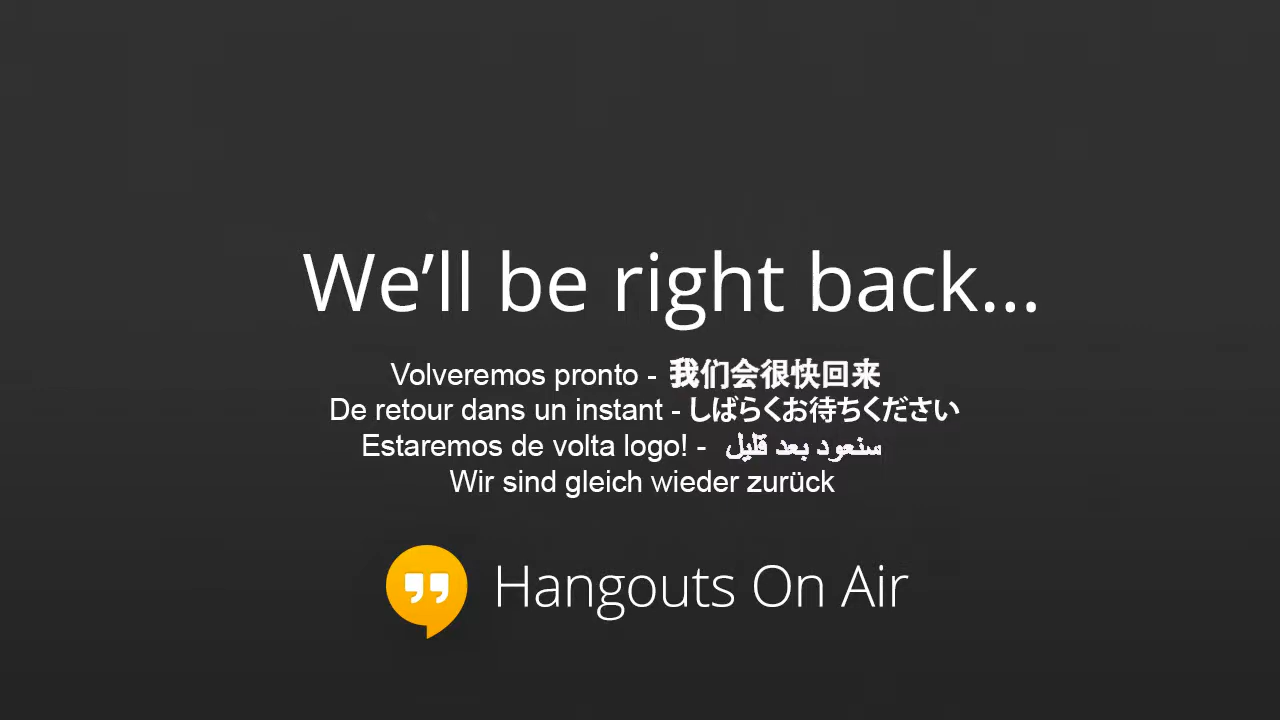 We’ll be right back...
Volveremos pronto - 我们会很快回来
De retour dans un instant - しばらくお待ちください
Estaremos de volta logo! - سنعود بعد قليل
Wir sind gleich wieder zurück
Hangouts On Air